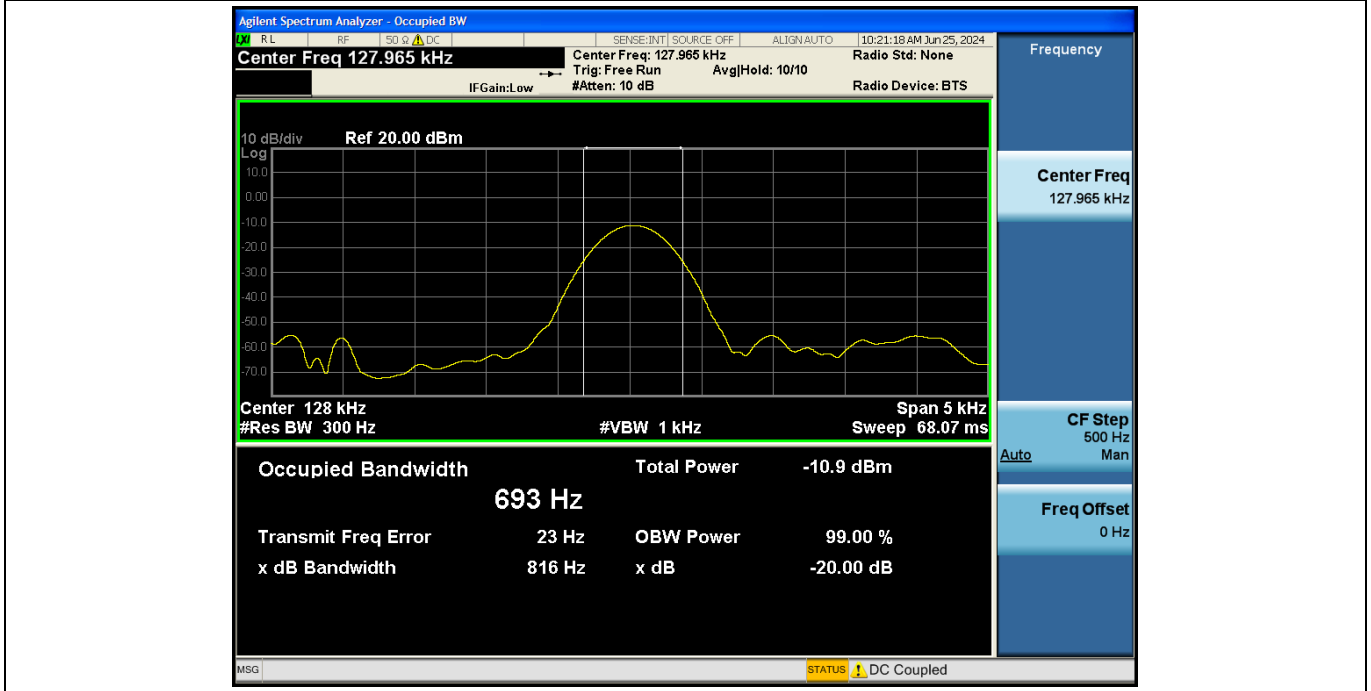 Agilent Spectrum Analyzer - Occupied BW
LXI RL RF 50 Ω DC SENSE:INT SOURCE OFF ALIGN AUTO 10:21:18 AM Jun 25, 2024
Center Freq 127.965 kHz
Center Freq: 127.965 kHz Radio Std: None
Trig: Free Run Avg|Hold: 10/10
IFGain:Low #Atten: 10 dB Radio Device: BTS
10 dB/div Ref 20.00 dBm
Log
10.0
0.00
-10.0
-20.0
-30.0
-40.0
-50.0
-60.0
-70.0
Center 128 kHz Span 5 kHz
#Res BW 300 Hz #VBW 1 kHz Sweep 68.07 ms
Occupied Bandwidth Total Power -10.9 dBm
693 Hz
Transmit Freq Error 23 Hz OBW Power 99.00 %
x dB Bandwidth 816 Hz x dB -20.00 dB
MSG STATUS ! DC Coupled
Frequency
Center Freq
127.965 kHz
CF Step
500 Hz
Auto Man
Freq Offset
0 Hz